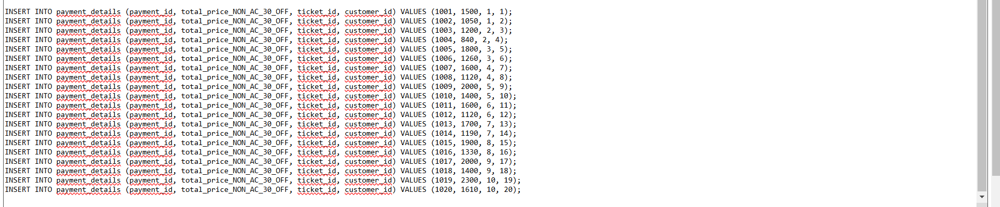 INSERT INTO payment_details (payment_id, total_price_NON_AC_30_OFF, ticket_id, customer_id) VALUES (1001, 1500, 1, 1);
INSERT INTO payment_details (payment_id, total_price_NON_AC_30_OFF, ticket_id, customer_id) VALUES (1002, 1050, 1, 2);
INSERT INTO payment_details (payment_id, total_price_NON_AC_30_OFF, ticket_id, customer_id) VALUES (1003, 1200, 2, 3);
INSERT INTO payment_details (payment_id, total_price_NON_AC_30_OFF, ticket_id, customer_id) VALUES (1004, 840, 2, 4);
INSERT INTO payment_details (payment_id, total_price_NON_AC_30_OFF, ticket_id, customer_id) VALUES (1005, 1800, 3, 5);
INSERT INTO payment_details (payment_id, total_price_NON_AC_30_OFF, ticket_id, customer_id) VALUES (1006, 1260, 3, 6);
INSERT INTO payment_details (payment_id, total_price_NON_AC_30_OFF, ticket_id, customer_id) VALUES (1007, 1600, 4, 7);
INSERT INTO payment_details (payment_id, total_price_NON_AC_30_OFF, ticket_id, customer_id) VALUES (1008, 1120, 4, 8);
INSERT INTO payment_details (payment_id, total_price_NON_AC_30_OFF, ticket_id, customer_id) VALUES (1009, 2000, 5, 9);
INSERT INTO payment_details (payment_id, total_price_NON_AC_30_OFF, ticket_id, customer_id) VALUES (1010, 1400, 5, 10);
INSERT INTO payment_details (payment_id, total_price_NON_AC_30_OFF, ticket_id, customer_id) VALUES (1011, 1600, 6, 11);
INSERT INTO payment_details (payment_id, total_price_NON_AC_30_OFF, ticket_id, customer_id) VALUES (1012, 1120, 6, 12);
INSERT INTO payment_details (payment_id, total_price_NON_AC_30_OFF, ticket_id, customer_id) VALUES (1013, 1700, 7, 13);
INSERT INTO payment_details (payment_id, total_price_NON_AC_30_OFF, ticket_id, customer_id) VALUES (1014, 1190, 7, 14);
INSERT INTO payment_details (payment_id, total_price_NON_AC_30_OFF, ticket_id, customer_id) VALUES (1015, 1900, 8, 15);
INSERT INTO payment_details (payment_id, total_price_NON_AC_30_OFF, ticket_id, customer_id) VALUES (1016, 1330, 8, 16);
INSERT INTO payment_details (payment_id, total_price_NON_AC_30_OFF, ticket_id, customer_id) VALUES (1017, 2000, 9, 17);
INSERT INTO payment_details (payment_id, total_price_NON_AC_30_OFF, ticket_id, customer_id) VALUES (1018, 1400, 9, 18);
INSERT INTO payment_details (payment_id, total_price_NON_AC_30_OFF, ticket_id, customer_id) VALUES (1019, 2300, 10, 19);
INSERT INTO payment_details (payment_id, total_price_NON_AC_30_OFF, ticket_id, customer_id) VALUES (1020, 1610, 10, 20);